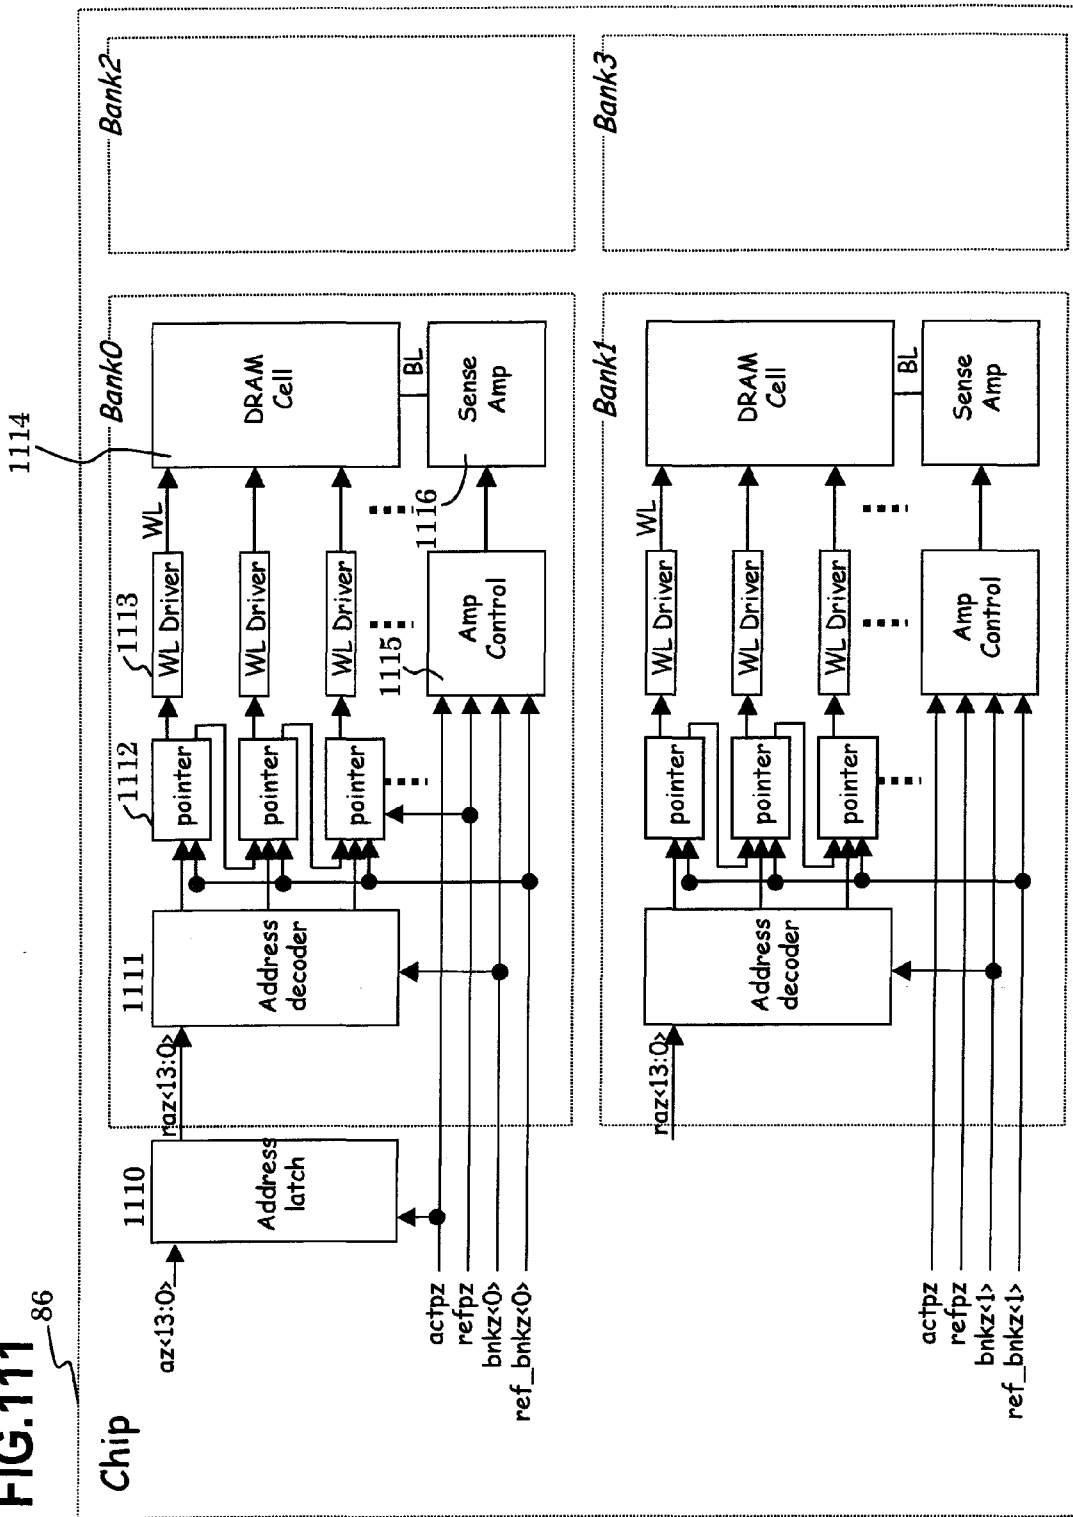 FIG.111
86
Chip
az<13:0>
1110
Address
latch
raz<13:0>
actpz
refpz
bnkz<0>
ref_bnkz<0>
Bank0
1111
Address
decoder
1112
pointer
pointer
pointer
1113
WL Driver
WL Driver
WL Driver
WL
1114
DRAM
Cell
BL
1115
Amp
Control
1116
Sense
Amp
Bank2
Bank1
raz<13:0>
Address
decoder
pointer
pointer
pointer
WL Driver
WL Driver
WL Driver
WL
DRAM
Cell
BL
Amp
Control
Sense
Amp
actpz
refpz
bnkz<1>
ref_bnkz<1>
Bank3